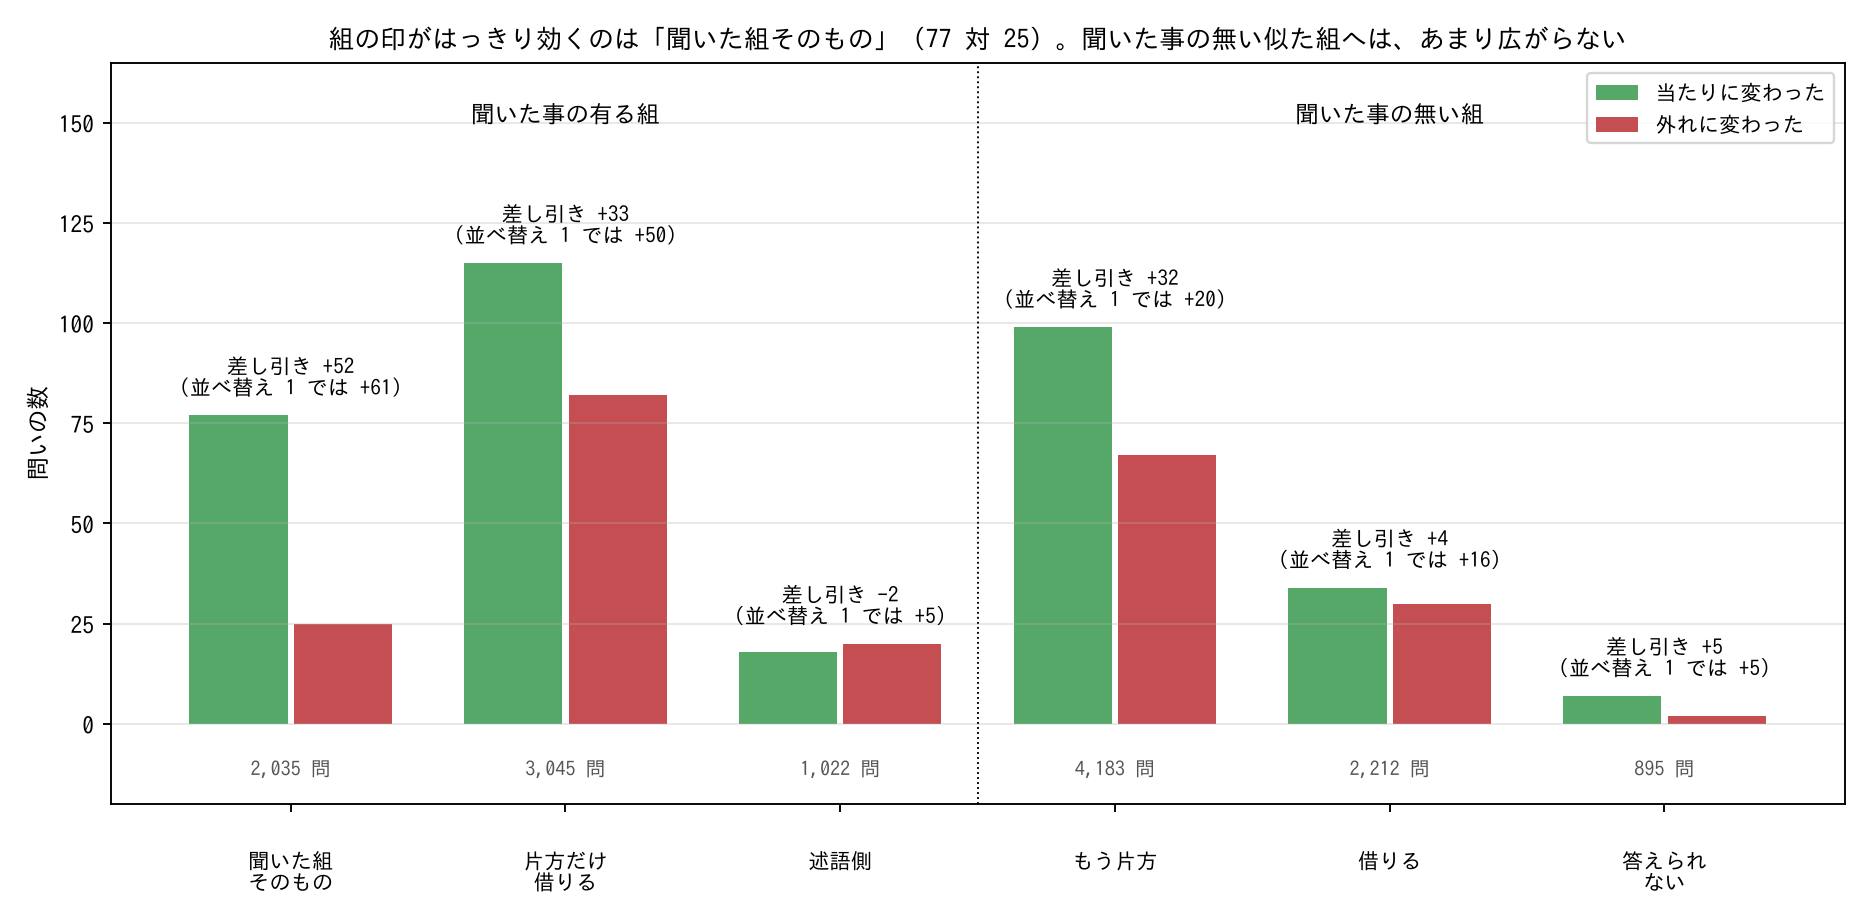 組の印がはっきり効くのは「聞いた組そのもの」（77 対 25）。聞いた事の無い似た組へは、あまり広がらない
聞いた事の有る組
聞いた事の無い組
当たりに変わった
外れに変わった
問いの数
150
125
100
75
50
25
0
差し引き +52
（並べ替え 1 では +61）
差し引き +33
（並べ替え 1 では +50）
差し引き −2
（並べ替え 1 では +5）
差し引き +32
（並べ替え 1 では +20）
差し引き +4
（並べ替え 1 では +16）
差し引き +5
（並べ替え 1 では +5）
2,035 問
3,045 問
1,022 問
4,183 問
2,212 問
895 問
聞いた組
そのもの
片方だけ
借りる
述語側
もう片方
借りる
答えられ
ない